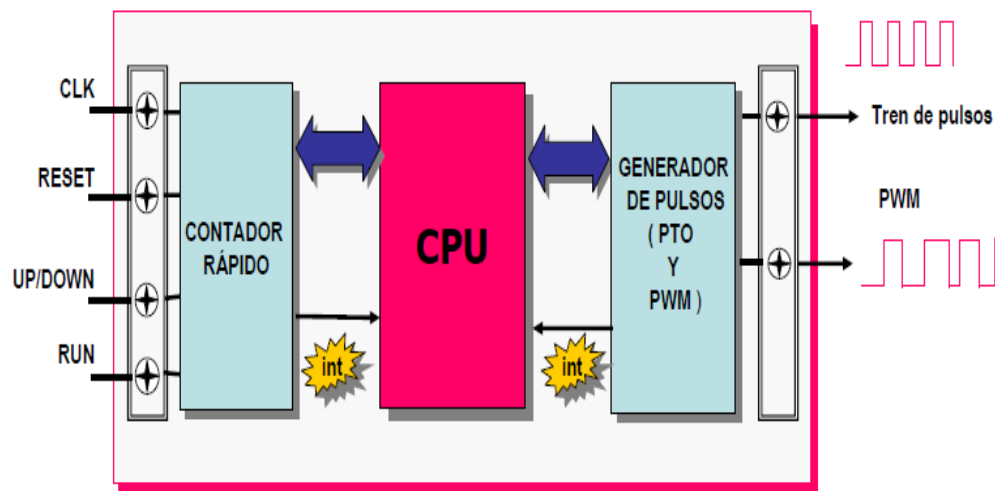 CLK
RESET
UP/DOWN
RUN
CONTADOR
RÁPIDO
int
CPU
int
GENERADOR
DE PULSOS
( PTO
Y
PWM )
Tren de pulsos
PWM